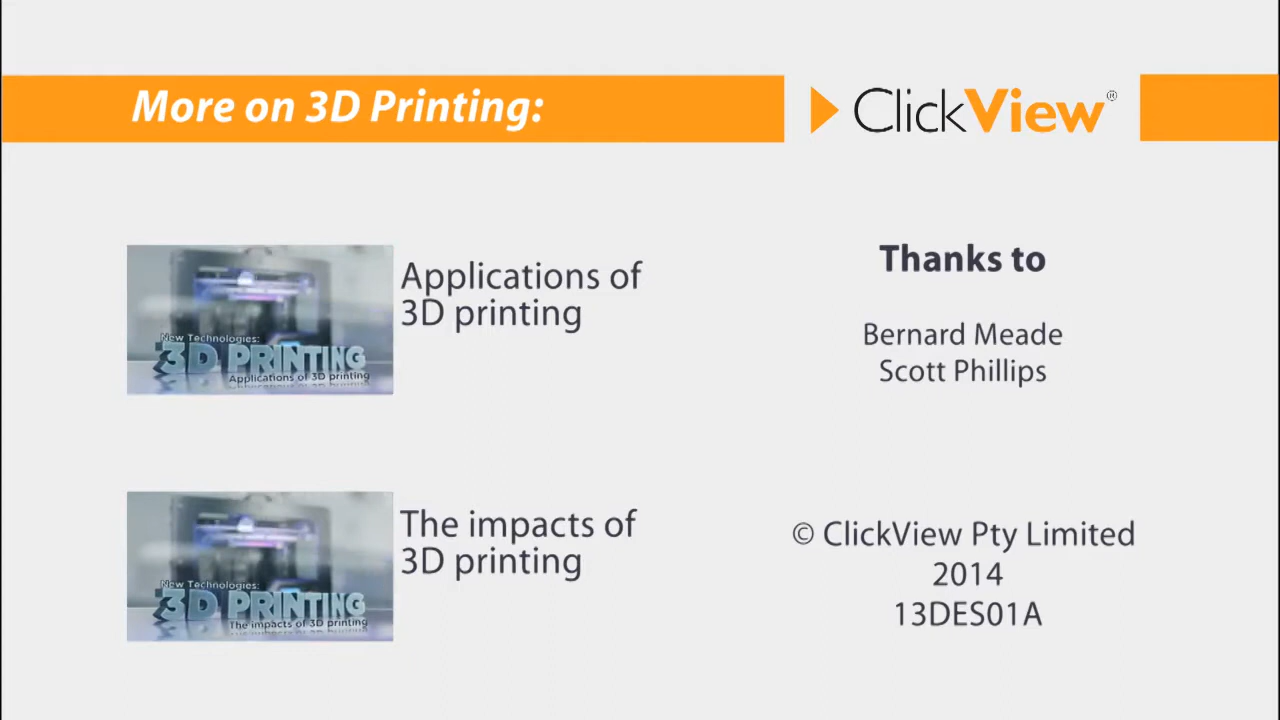 More on 3D Printing:
ClickView®
New Technologies:
3D PRINTING
Applications of 3D printing
Applications of
3D printing
Thanks to
Bernard Meade
Scott Phillips
New Technologies:
3D PRINTING
The impacts of 3D printing
The impacts of
3D printing
© ClickView Pty Limited
2014
13DES01A